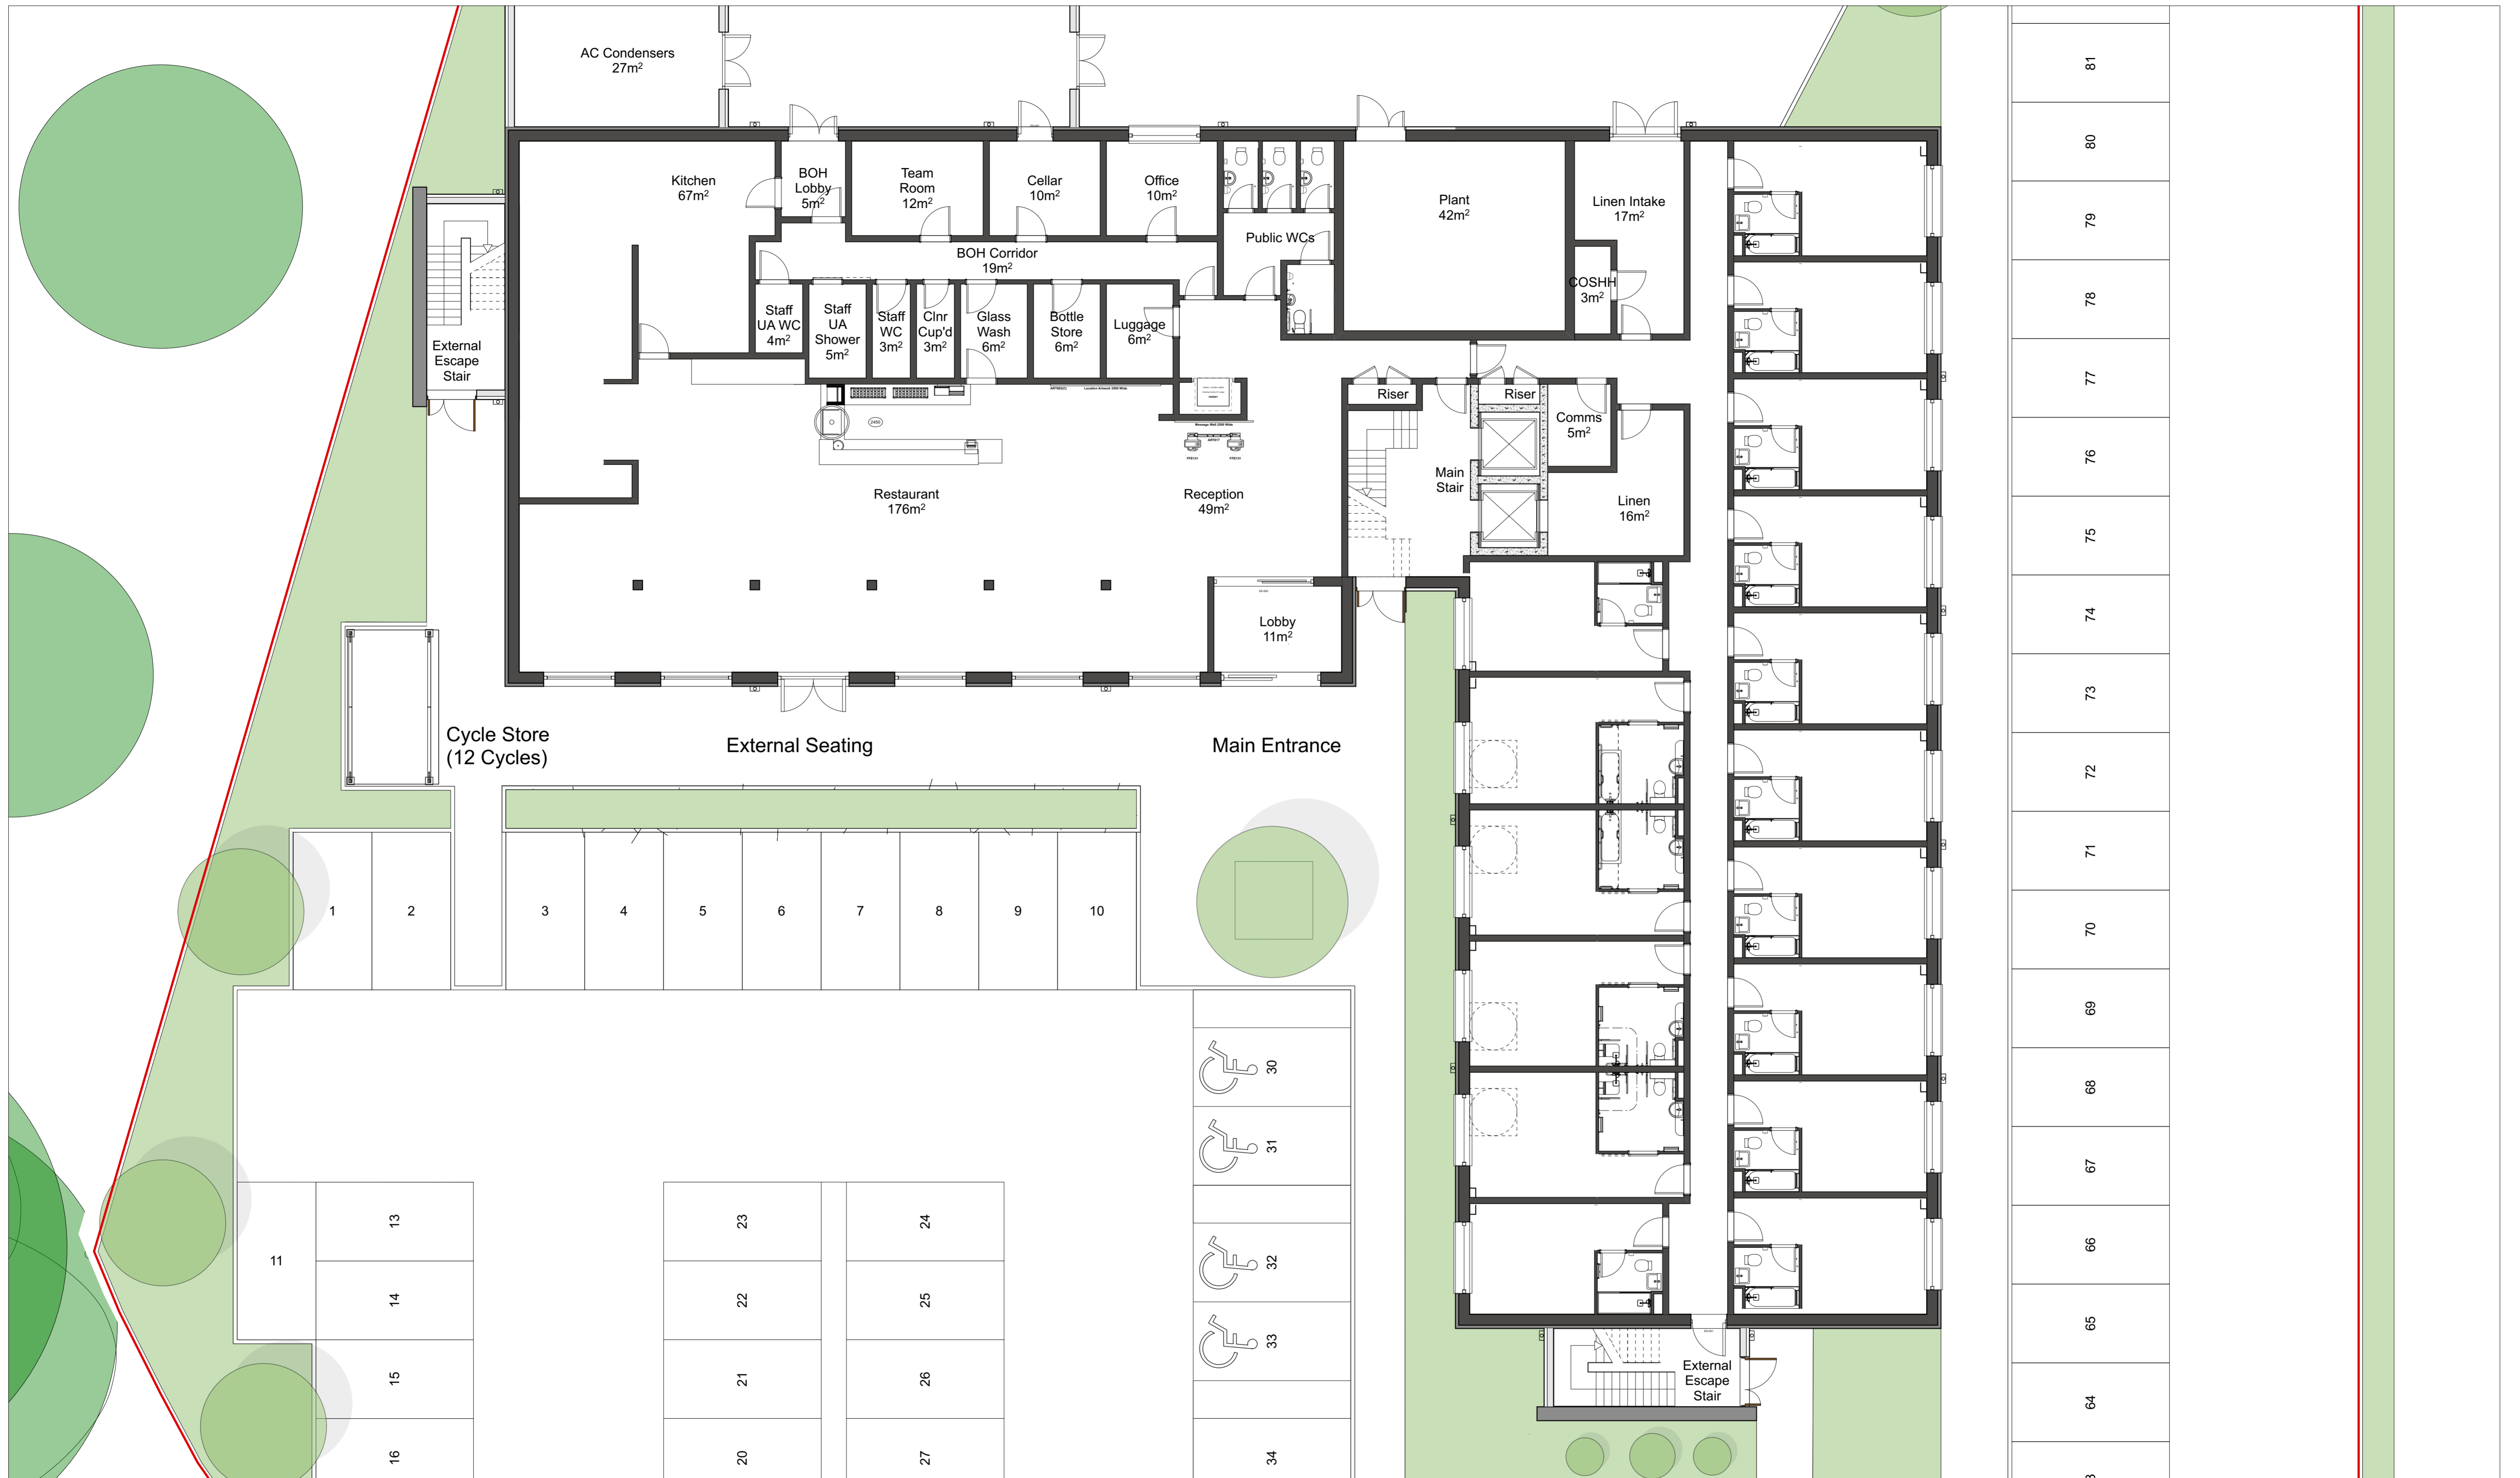 AC Condensers
27m²
Kitchen
67m²
BOH
Lobby
5m²
Team
Room
12m²
Cellar
10m²
Office
10m²
Public WCs
Plant
42m²
Linen Intake
17m²
COSHH
3m²
BOH Corridor
19m²
Staff
UA WC
4m²
Staff
UA
Shower
5m²
Staff
WC
3m²
Clnr
Cup'd
3m²
Glass
Wash
6m²
Bottle
Store
6m²
Luggage
6m²
External
Escape
Stair
Riser
Riser
Comms
5m²
Main
Stair
Linen
16m²
Message Wall 2500 Wide
2450
Restaurant
176m²
Reception
49m²
Lobby
11m²
Cycle Store
(12 Cycles)
External Seating
Main Entrance
1
2
3
4
5
6
7
8
9
10
11
13
14
15
16
23
22
21
20
24
25
26
27
30
31
32
33
34
External
Escape
Stair
81
80
79
78
77
76
75
74
73
72
71
70
69
68
67
66
65
64